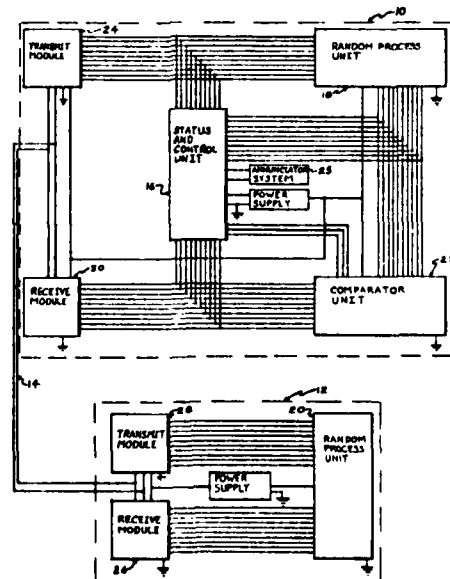 10
24
TRANSMIT
MODULE
RANDOM PROCESS
UNIT
18
STATUS
AND
CONTROL
UNIT
16
ANNUNCIATOR
SYSTEM
25
POWER
SUPPLY
30
RECEIVE
MODULE
COMPARATOR
UNIT
14
12
28
TRANSMIT
MODULE
20
RANDOM
PROCESS
UNIT
POWER
SUPPLY
RECEIVE
MODULE
26